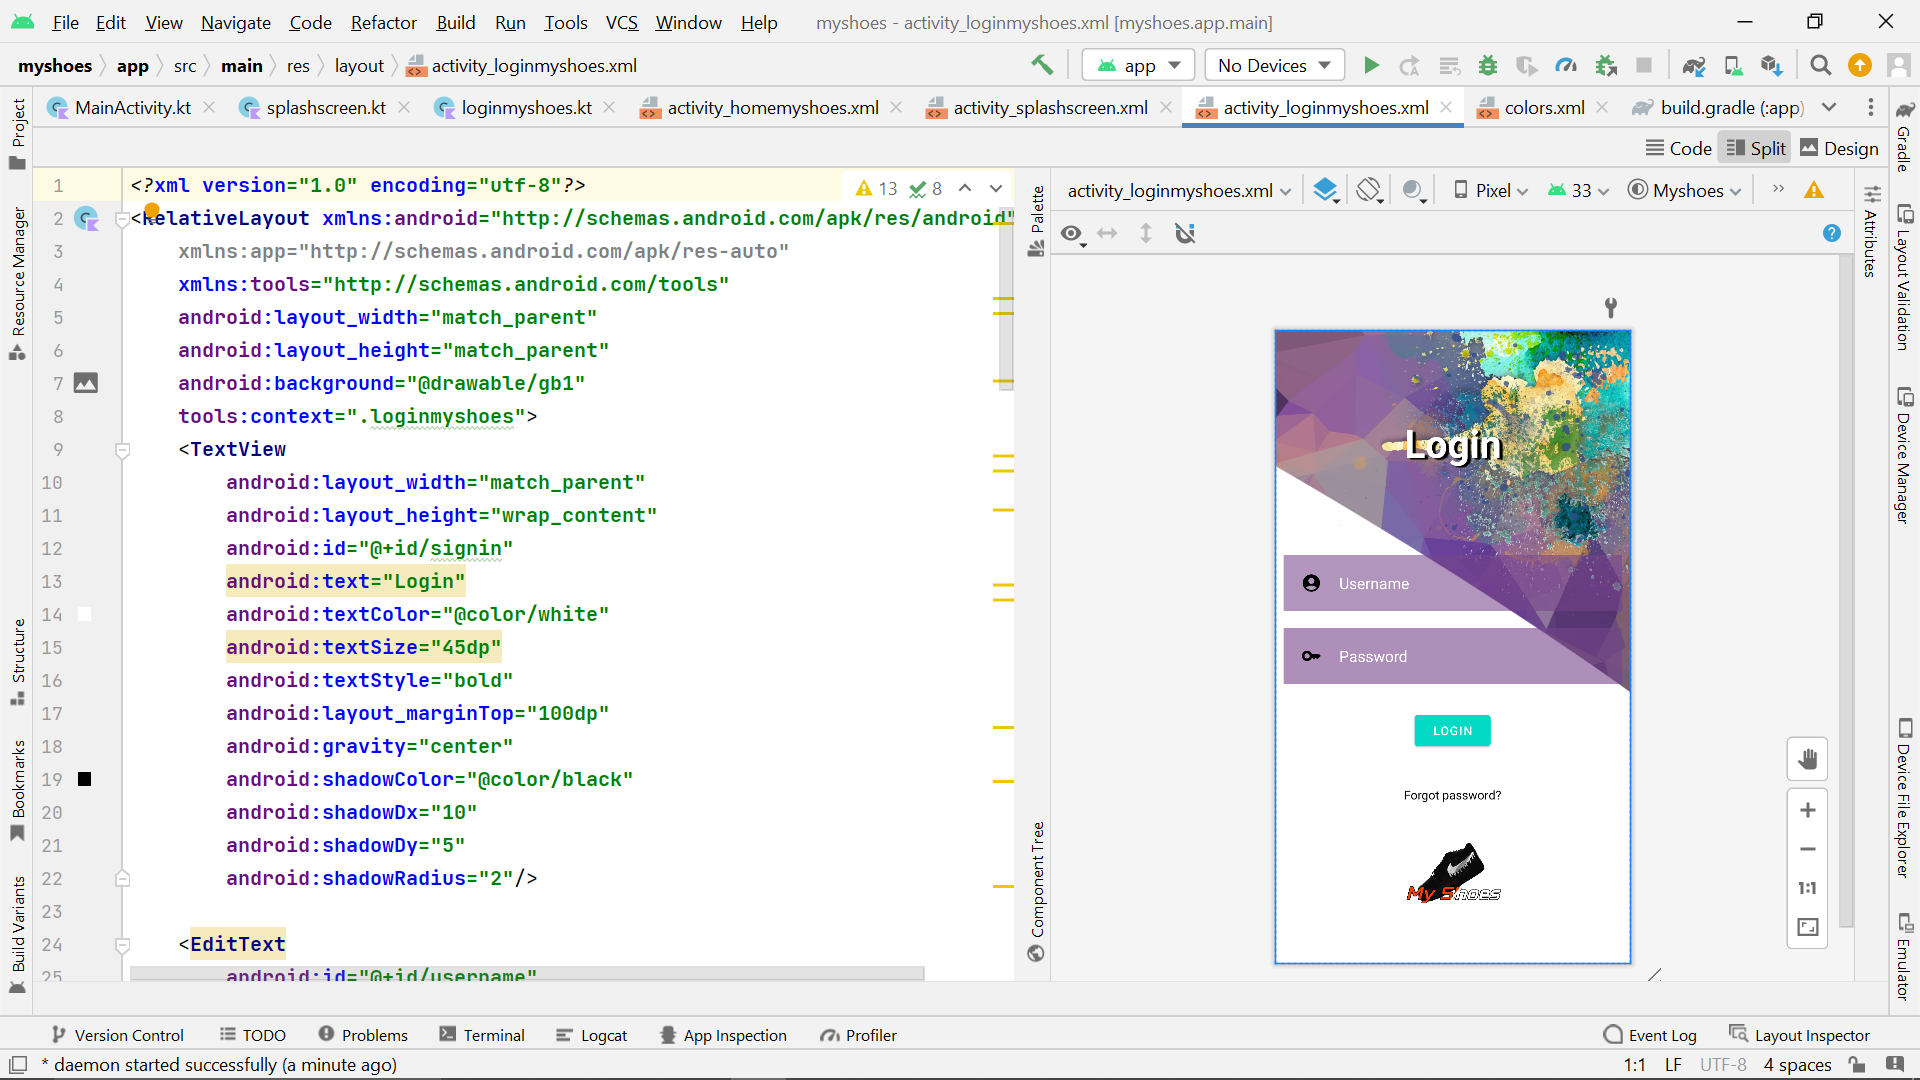 File Edit View Navigate Code Refactor Build Run Tools VCS Window Help myshoes - activity_loginmyshoes.xml [myshoes.app.main]
myshoes app src main res layout activity_loginmyshoes.xml app No Devices
MainActivity.kt splashscreen.kt loginmyshoes.kt activity_homemyshoes.xml activity_splashscreen.xml activity_loginmyshoes.xml colors.xml build.gradle (:app)
Code Split Design
Project
Resource Manager
Structure
Bookmarks
Build Variants
1 <?xml version="1.0" encoding="utf-8"?> 13 8
2 <RelativeLayout xmlns:android="http://schemas.android.com/apk/res/android"
3 xmlns:app="http://schemas.android.com/apk/res-auto"
4 xmlns:tools="http://schemas.android.com/tools"
5 android:layout_width="match_parent"
6 android:layout_height="match_parent"
7 android:background="@drawable/gb1"
8 tools:context=".loginmyshoes">
9 <TextView
10 android:layout_width="match_parent"
11 android:layout_height="wrap_content"
12 android:id="@+id/signin"
13 android:text="Login"
14 android:textColor="@color/white"
15 android:textSize="45dp"
16 android:textStyle="bold"
17 android:layout_marginTop="100dp"
18 android:gravity="center"
19 android:shadowColor="@color/black"
20 android:shadowDx="10"
21 android:shadowDy="5"
22 android:shadowRadius="2"/>
23
24 <EditText
25 android:id="@+id/username"
Palette
Component Tree
activity_loginmyshoes.xml Pixel 33 Myshoes
Login
Username
Password
LOGIN
Forgot password?
My Shoes
1:1
Attributes
Gradle
Layout Validation
Device Manager
Device File Explorer
Emulator
Version Control TODO Problems Terminal Logcat App Inspection Profiler Event Log Layout Inspector
* daemon started successfully (a minute ago) 1:1 LF UTF-8 4 spaces